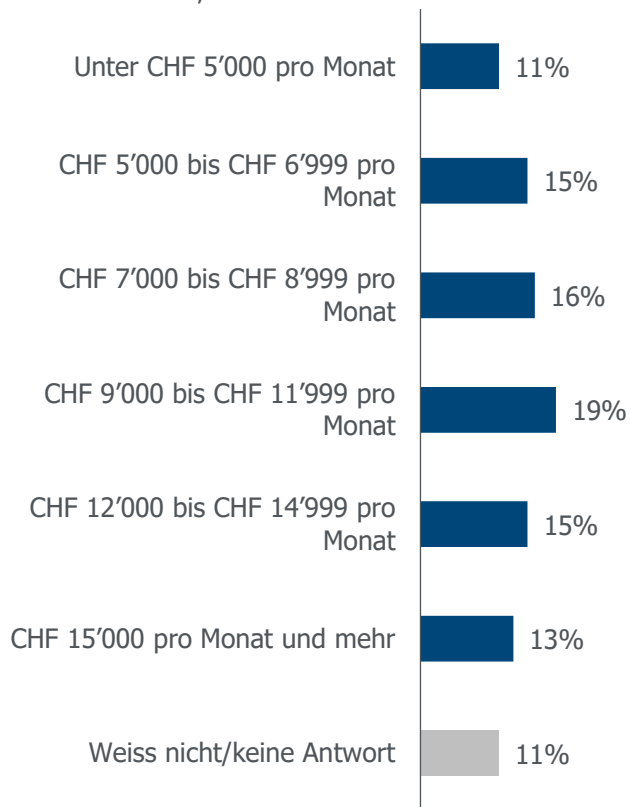 Unter CHF 5’000 pro Monat 11%
CHF 5’000 bis CHF 6’999 pro
Monat 15%
CHF 7’000 bis CHF 8’999 pro
Monat 16%
CHF 9’000 bis CHF 11’999 pro
Monat 19%
CHF 12’000 bis CHF 14’999 pro
Monat 15%
CHF 15’000 pro Monat und mehr 13%
Weiss nicht/keine Antwort 11%